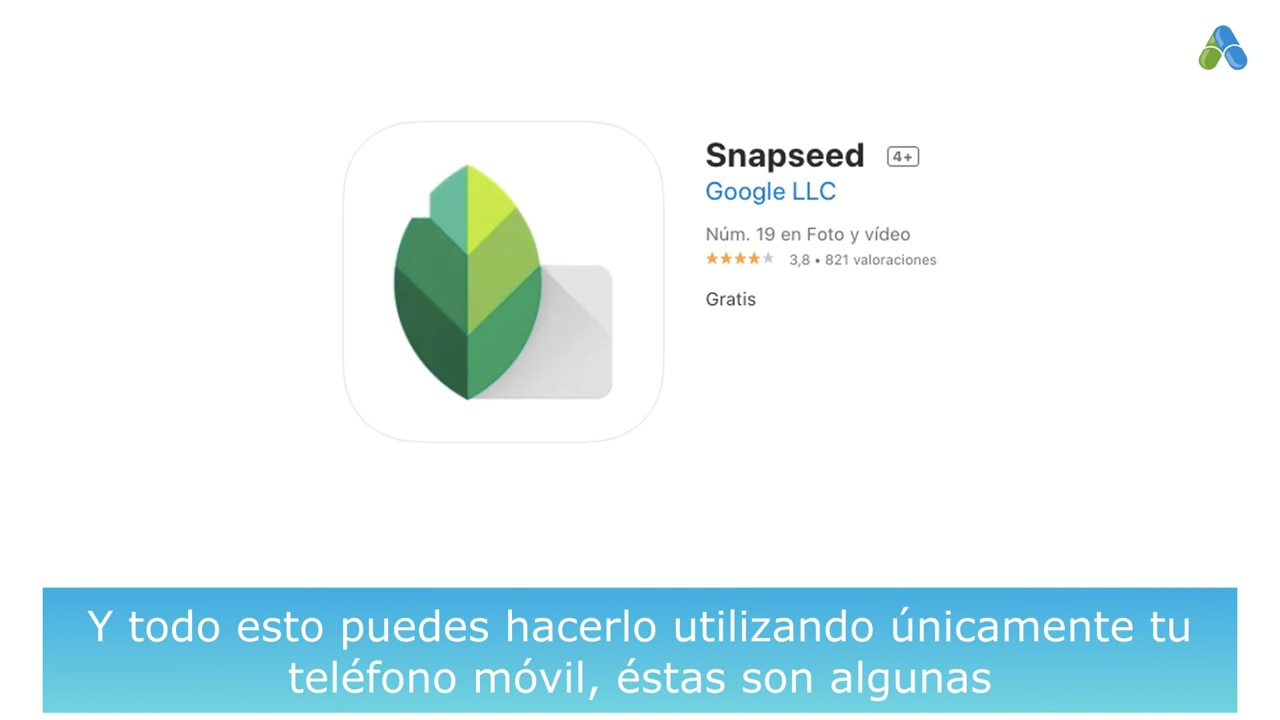 Snapseed 4+
Google LLC
Núm. 19 en Foto y vídeo
3,8 • 821 valoraciones
Gratis
Y todo esto puedes hacerlo utilizando únicamente tu
teléfono móvil, éstas son algunas